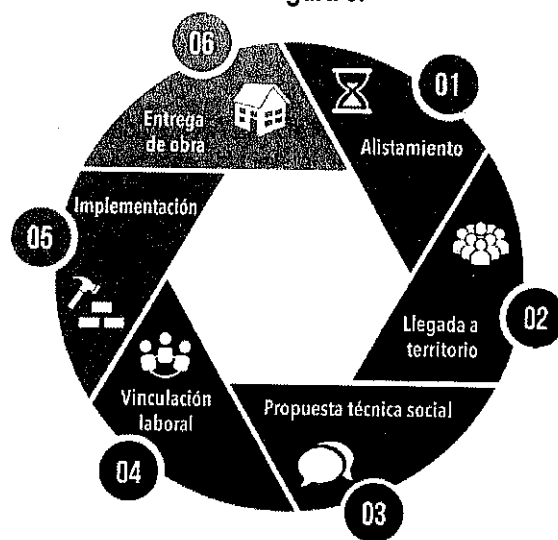 01
Alistamiento
02
Llegada a
territorio
03
Propuesta técnica social
04
Vinculación
laboral
05
Implementación
06
Entrega
de obra